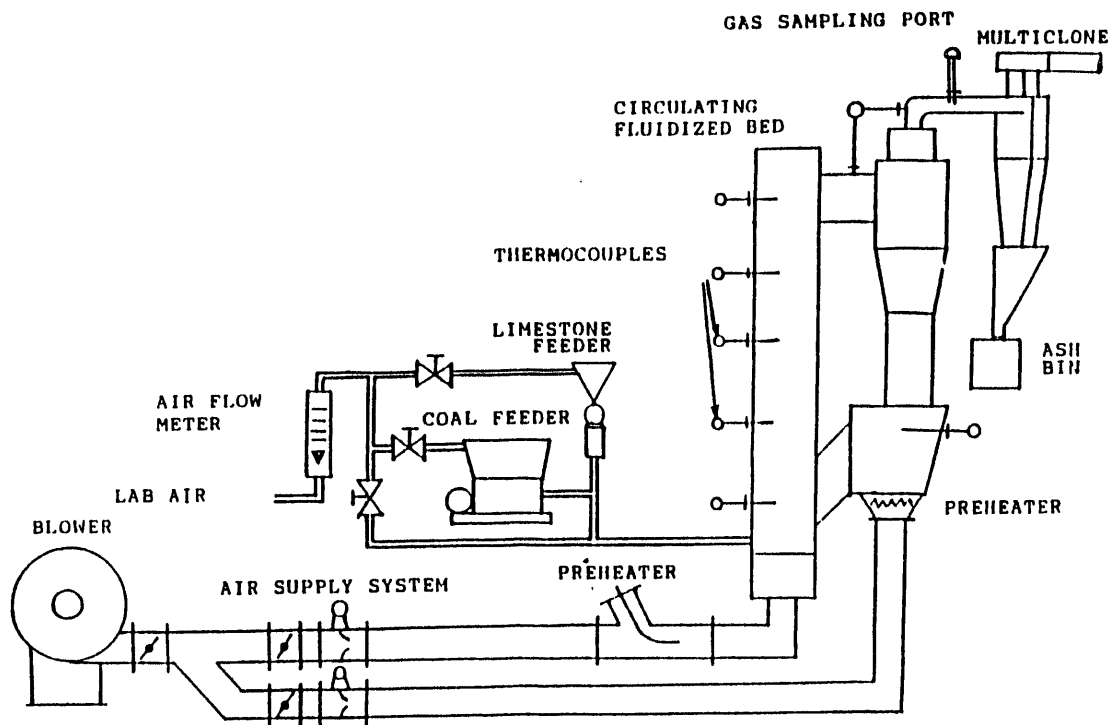 GAS SAMPLING PORT
MULTICLONE
CIRCULATING
FLUIDIZED BED
THERMOCOUPLES
LIMESTONE
FEEDER
ASH
BIN
AIR FLOW
METER
COAL FEEDER
LAB AIR
PREHEATER
BLOWER
PREHEATER
AIR SUPPLY SYSTEM